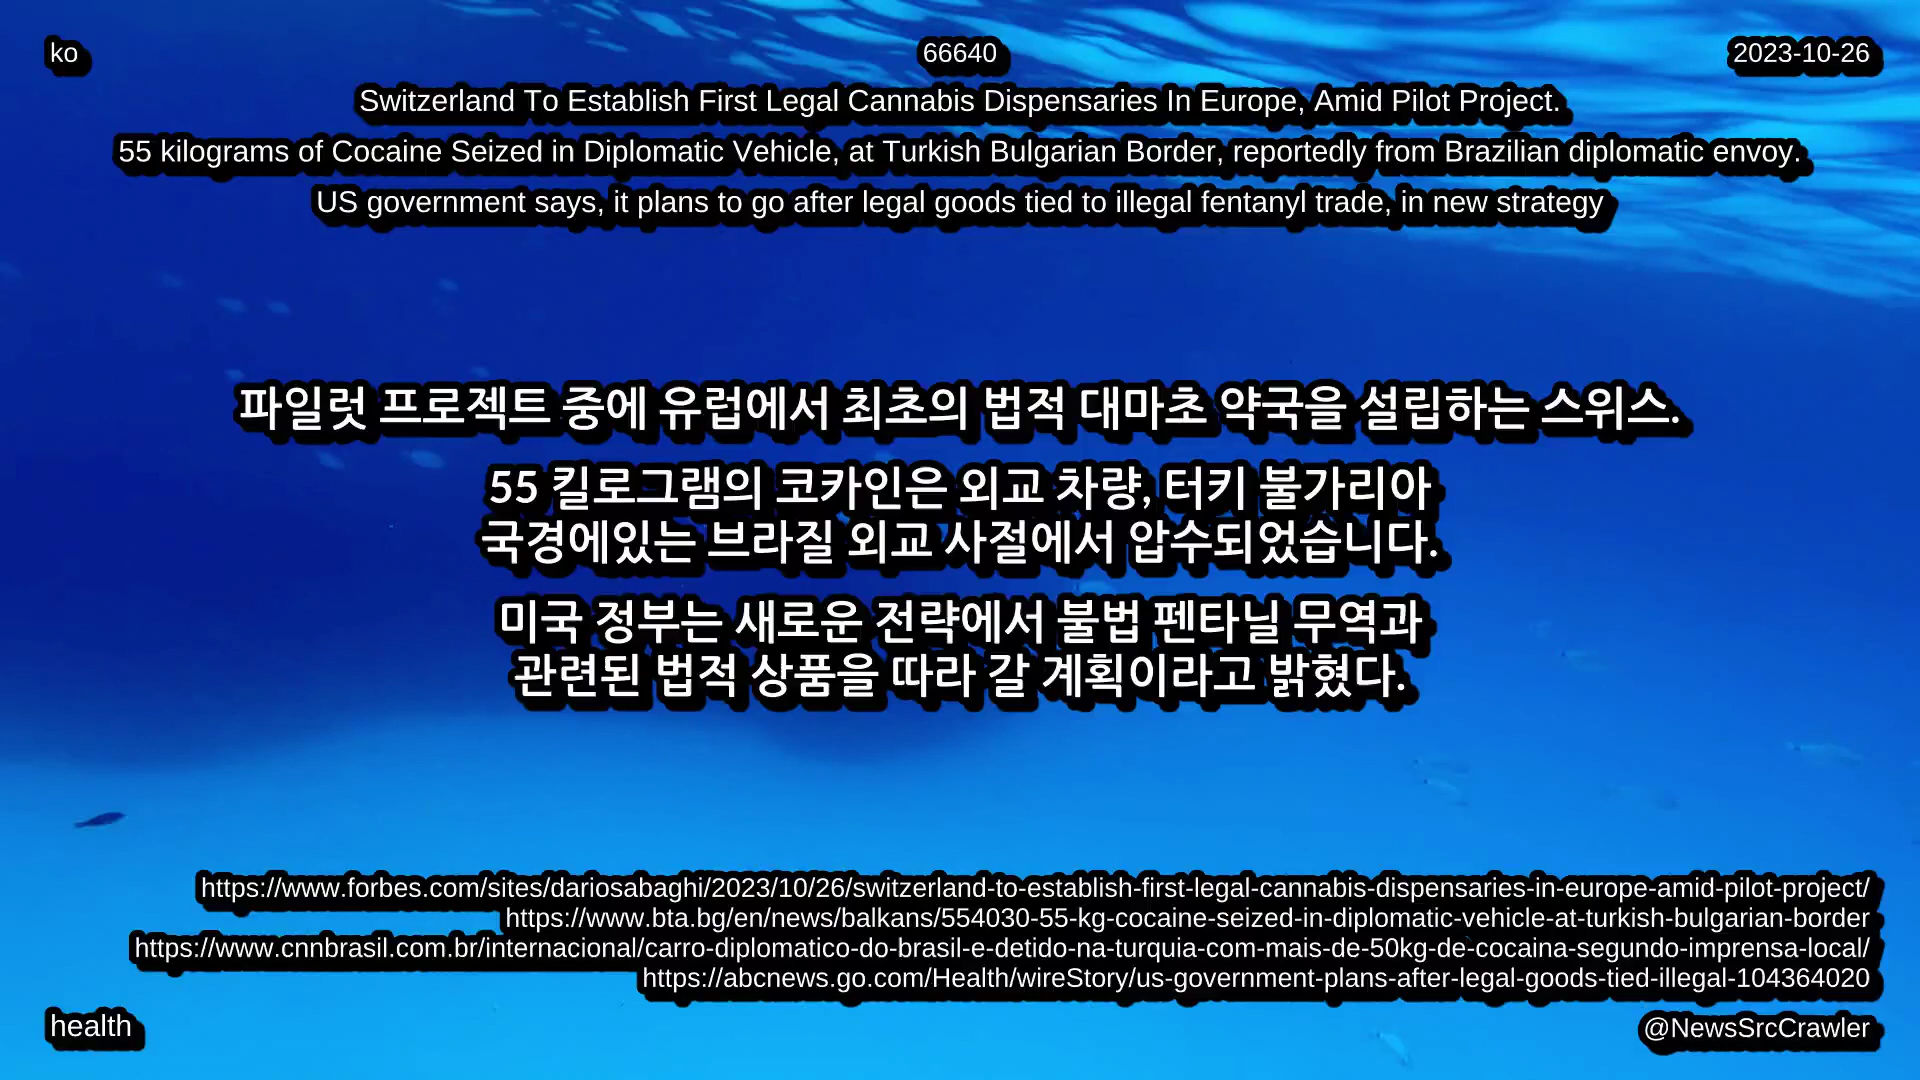 ko
66640
2023-10-26
Switzerland To Establish First Legal Cannabis Dispensaries In Europe, Amid Pilot Project.
55 kilograms of Cocaine Seized in Diplomatic Vehicle, at Turkish Bulgarian Border, reportedly from Brazilian diplomatic envoy.
US government says, it plans to go after legal goods tied to illegal fentanyl trade, in new strategy
파일럿 프로젝트 중에 유럽에서 최초의 법적 대마초 약국을 설립하는 스위스.
55 킬로그램의 코카인은 외교 차량, 터키 불가리아
국경에있는 브라질 외교 사절에서 압수되었습니다.
미국 정부는 새로운 전략에서 불법 펜타닐 무역과
관련된 법적 상품을 따라 갈 계획이라고 밝혔다.
https://www.forbes.com/sites/dariosabaghi/2023/10/26/switzerland-to-establish-first-legal-cannabis-dispensaries-in-europe-amid-pilot-project/
https://www.bta.bg/en/news/balkans/554030-55-kg-cocaine-seized-in-diplomatic-vehicle-at-turkish-bulgarian-border
https://www.cnnbrasil.com.br/internacional/carro-diplomatico-do-brasil-e-detido-na-turquia-com-mais-de-50kg-de-cocaina-segundo-imprensa-local/
https://abcnews.go.com/Health/wireStory/us-government-plans-after-legal-goods-tied-illegal-104364020
health
@NewsSrcCrawler